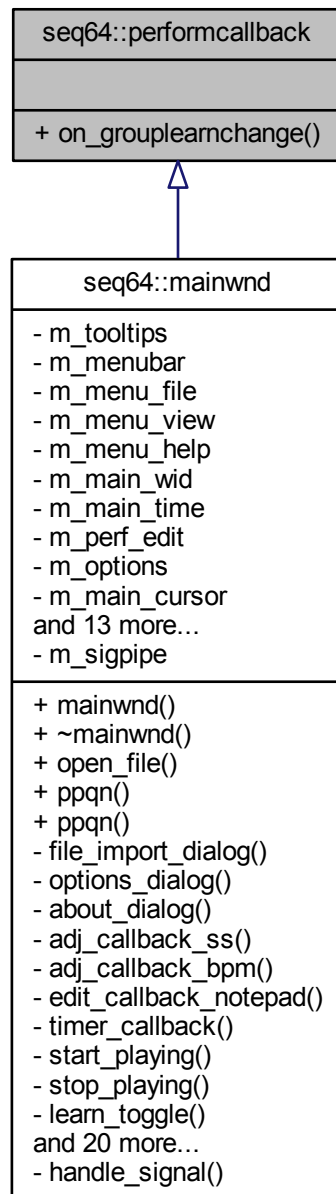 seq64::performcallback
+ on_grouplearnchange()
seq64::mainwnd
- m_tooltips
- m_menubar
- m_menu_file
- m_menu_view
- m_menu_help
- m_main_wid
- m_main_time
- m_perf_edit
- m_options
- m_main_cursor
and 13 more...
- m_sigpipe
+ mainwnd()
+ ~mainwnd()
+ open_file()
+ ppqn()
+ ppqn()
- file_import_dialog()
- options_dialog()
- about_dialog()
- adj_callback_ss()
- adj_callback_bpm()
- edit_callback_notepad()
- timer_callback()
- start_playing()
- stop_playing()
- learn_toggle()
and 20 more...
- handle_signal()